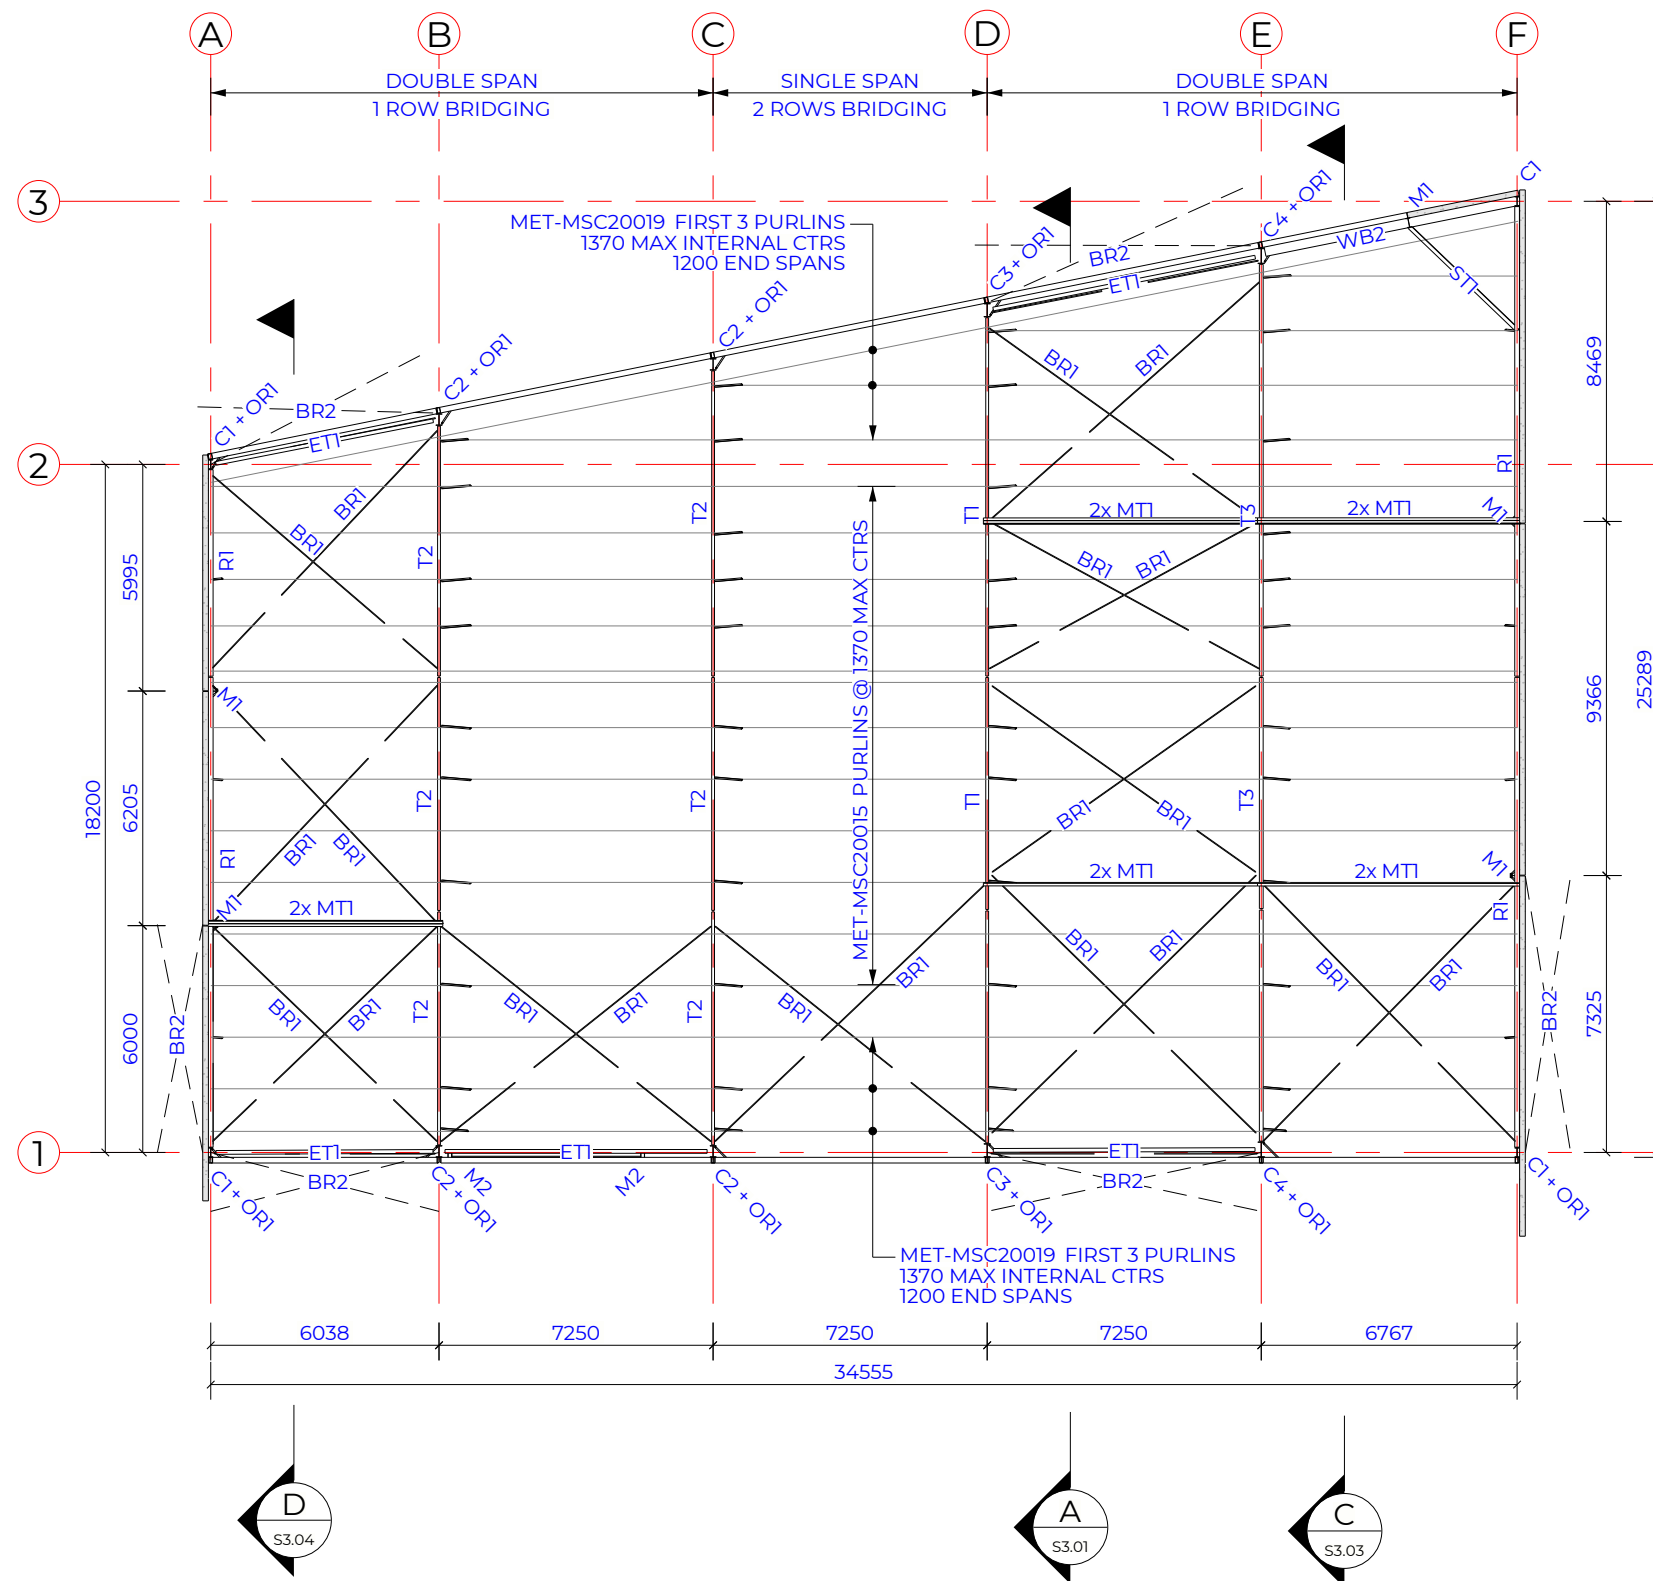 A B C D E F
DOUBLE SPAN
1 ROW BRIDGING
SINGLE SPAN
2 ROWS BRIDGING
DOUBLE SPAN
1 ROW BRIDGING
3
MET-MSC20019 FIRST 3 PURLINS
1370 MAX INTERNAL CTRS
1200 END SPANS
C1 + OR1
C2 + OR1
C2 + OR1
C3 + OR1
C4 + OR1
M1
C1
BR2
ET1
BR2
ET1
WB2
ST1
8469
2
BR1
BR1
BR1
BR1
R1
T2
T2
T1
T3
R1
2x MT1
2x MT1
M1
5995
BR1
BR1
MET-MSC20015 PURLINS @ 1370 MAX CTRS
9366
25289
M1
18200
6205
R1
T2
T2
T1
T3
BR1
BR1
BR1
BR1
M1
2x MT1
2x MT1
2x MT1
M1
R1
6000
BR2
BR1
BR1
T2
BR1
BR1
T2
BR1
BR1
BR1
BR1
BR1
BR1
BR2
7325
1
ET1
ET1
ET1
BR2
BR2
C1 + OR1
C2 + OR1
M2
M2
C2 + OR1
C3 + OR1
C4 + OR1
C1 + OR1
MET-MSC20019 FIRST 3 PURLINS
1370 MAX INTERNAL CTRS
1200 END SPANS
6038 7250 7250 7250 6767
34555
D
S3.04
A
S3.01
C
S3.03